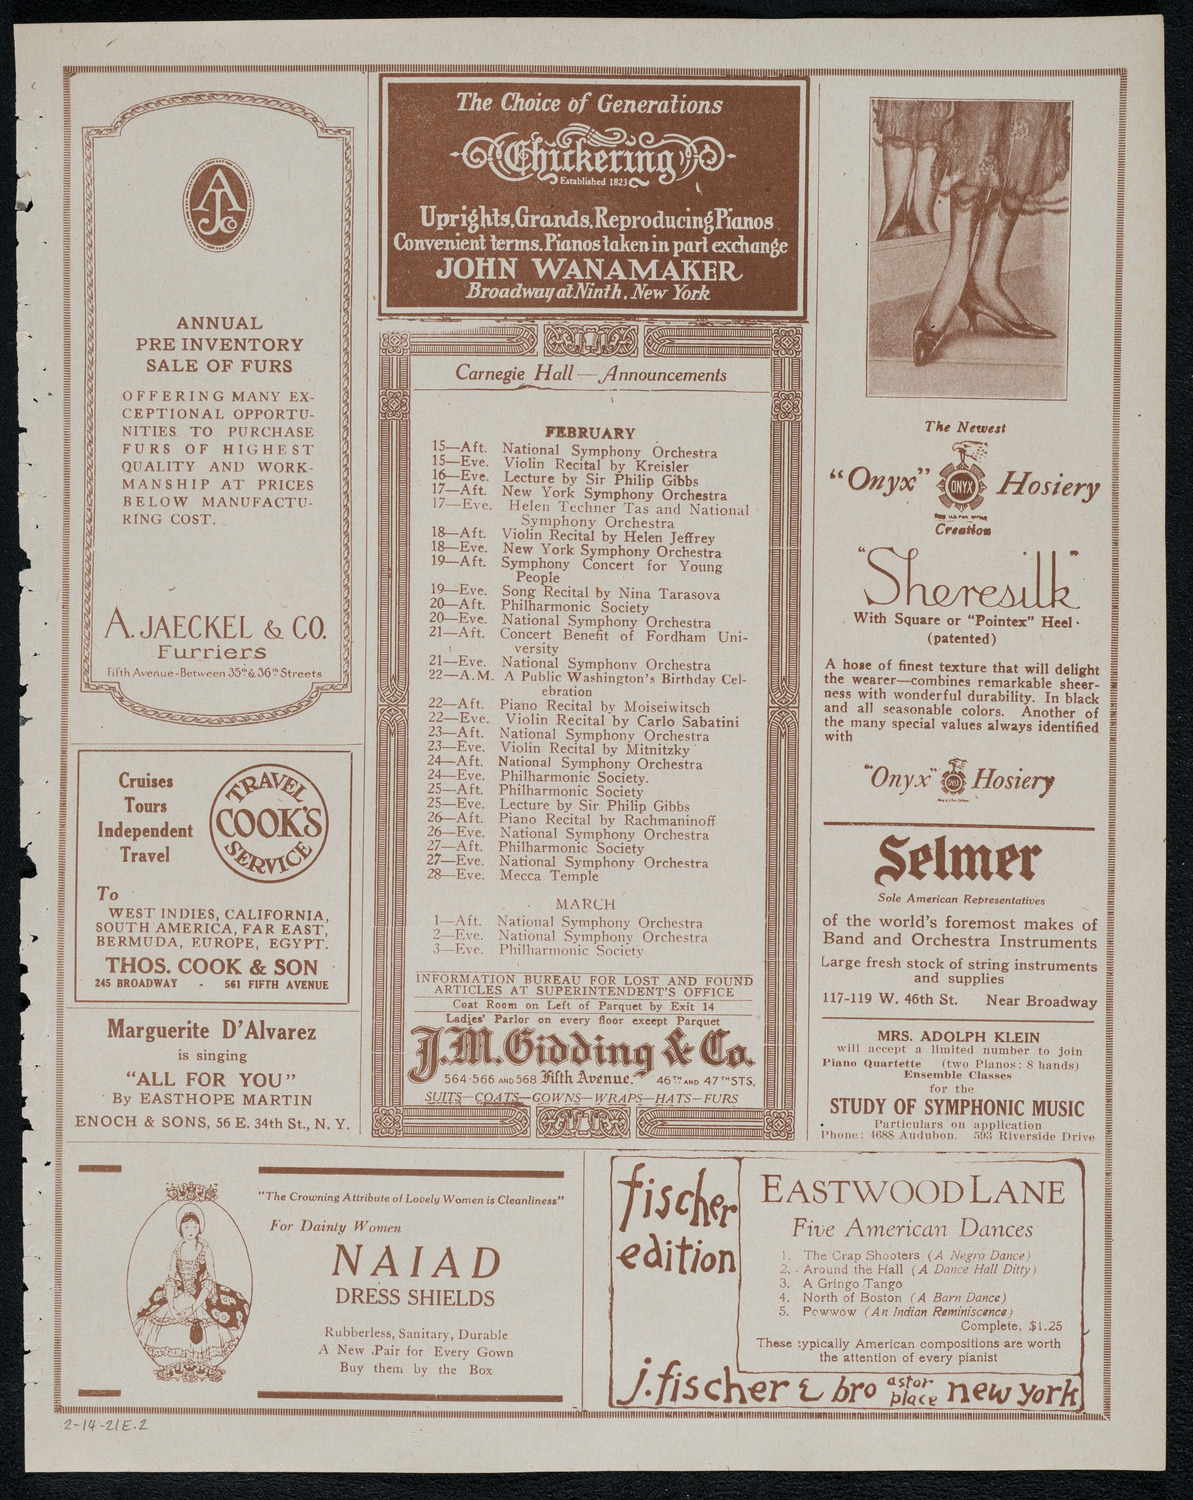 AJCo
ANNUAL
PRE INVENTORY
SALE OF FURS
OFFERING MANY EX-
CEPTIONAL OPPORTU-
NITIES TO PURCHASE
FURS OF HIGHEST
QUALITY AND WORK-
MANSHIP AT PRICES
BELOW MANUFACTU-
RING COST.
A. JAECKEL & CO.
Furriers
Fifth Avenue - Between 35th & 36th Streets
Cruises
Tours
Independent
Travel
TRAVEL
COOK'S
SERVICE
To
WEST INDIES, CALIFORNIA,
SOUTH AMERICA, FAR EAST,
BERMUDA, EUROPE, EGYPT.
THOS. COOK & SON
245 BROADWAY - 561 FIFTH AVENUE
Marguerite D'Alvarez
is singing
"ALL FOR YOU"
By EASTHOPE MARTIN
ENOCH & SONS, 56 E. 34th St., N. Y.
The Choice of Generations
Chickering
Established 1823
Uprights, Grands, Reproducing Pianos
Convenient terms. Pianos taken in part exchange
JOHN WANAMAKER
Broadway at Ninth, New York
Carnegie Hall — Announcements
FEBRUARY
15—Aft. National Symphony Orchestra
15—Eve. Violin Recital by Kreisler
16—Eve. Lecture by Sir Philip Gibbs
17—Aft. New York Symphony Orchestra
17—Eve. Helen Techner Tas and National
Symphony Orchestra
18—Aft. Violin Recital by Helen Jeffrey
18—Eve. New York Symphony Orchestra
19—Aft. Symphony Concert for Young
People
19—Eve. Song Recital by Nina Tarasova
20—Aft. Philharmonic Society
20—Eve. National Symphony Orchestra
21—Aft. Concert Benefit of Fordham Uni-
versity
21—Eve. National Symphony Orchestra
22—A.M. A Public Washington's Birthday Cel-
ebration
22—Aft. Piano Recital by Moiseiwitsch
22—Eve. Violin Recital by Carlo Sabatini
23—Aft. National Symphony Orchestra
23—Eve. Violin Recital by Mitnitzky
24—Aft. National Symphony Orchestra
24—Eve. Philharmonic Society.
25—Aft. Philharmonic Society
25—Eve. Lecture by Sir Philip Gibbs
26—Aft. Piano Recital by Rachmaninoff
26—Eve. National Symphony Orchestra
27—Aft. Philharmonic Society
27—Eve. National Symphony Orchestra
28—Eve. Mecca Temple
MARCH
1—Aft. National Symphony Orchestra
2—Eve. National Symphony Orchestra
3—Eve. Philharmonic Society
INFORMATION BUREAU FOR LOST AND FOUND
ARTICLES AT SUPERINTENDENT'S OFFICE
Coat Room on Left of Parquet by Exit 14
Ladies' Parlor on every floor except Parquet
J.M. Gidding & Co.
564-566 AND 568 Fifth Avenue. 46TH AND 47TH STS.
SUITS—COATS—GOWNS—WRAPS—HATS—FURS
The Newest
"Onyx" ONYX Hosiery
Creation
"Sheresilk"
With Square or "Pointex" Heel
(patented)
A hose of finest texture that will delight
the wearer—combines remarkable sheer-
ness with wonderful durability. In black
and all seasonable colors. Another of
the many special values always identified
with
"Onyx" Hosiery
Selmer
Sole American Representatives
of the world's foremost makes of
Band and Orchestra Instruments
Large fresh stock of string instruments
and supplies
117-119 W. 46th St. Near Broadway
MRS. ADOLPH KLEIN
will accept a limited number to join
Piano Quartette (two Pianos: 8 hands)
Ensemble Classes
for the
STUDY OF SYMPHONIC MUSIC
Particulars on application
Phone: 4688 Audubon. 593 Riverside Drive
"The Crowning Attribute of Lovely Women is Cleanliness"
For Dainty Women
NAIAD
DRESS SHIELDS
Rubberless, Sanitary, Durable
A New Pair for Every Gown
Buy them by the Box
fischer
edition
EASTWOOD LANE
Five American Dances
1. The Crap Shooters (A Negro Dance)
2. Around the Hall (A Dance Hall Ditty)
3. A Gringo Tango
4. North of Boston (A Barn Dance)
5. Powwow (An Indian Reminiscence)
Complete, $1.25
These typically American compositions are worth
the attention of every pianist
j. fischer & bro astor place new york
2-14-21E.2